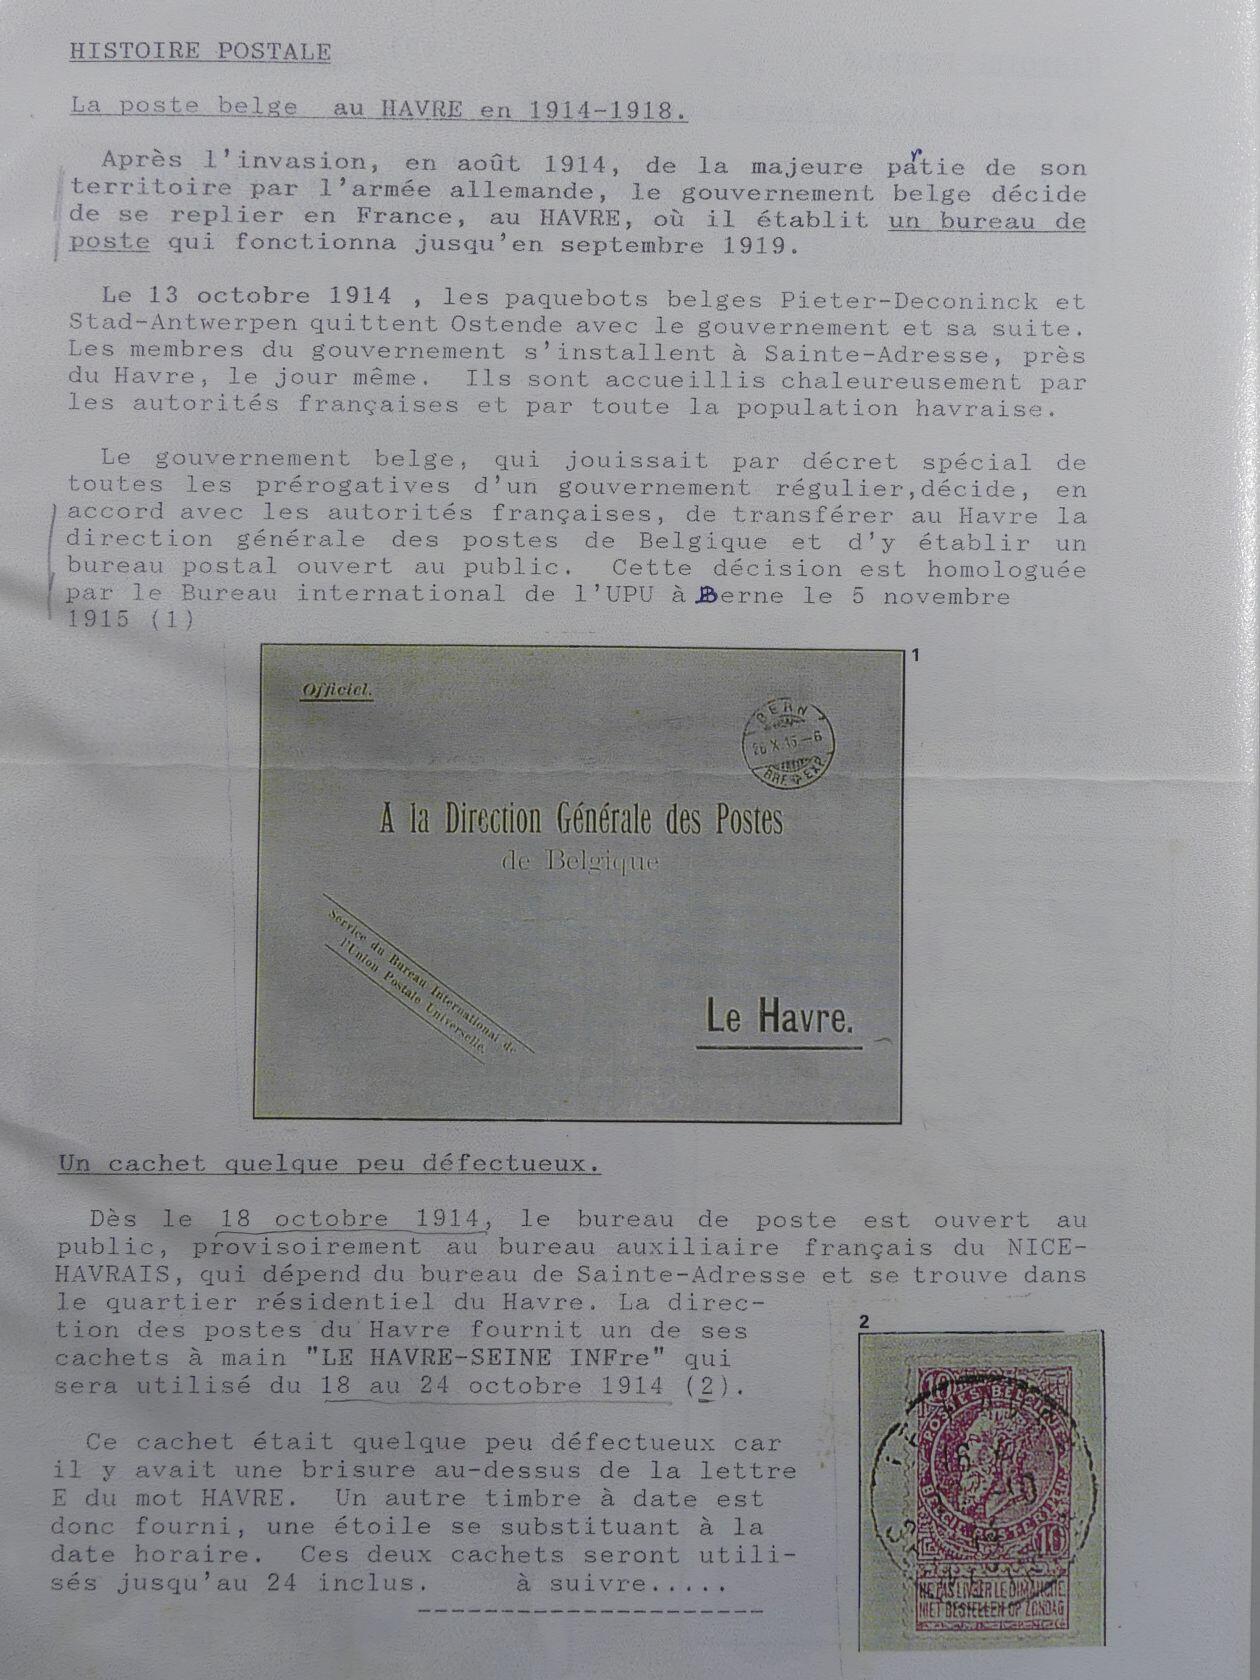 HISTOIRE POSTALE
La poste belge au HAVRE en 1914-1918.
Après l'invasion, en août 1914, de la majeure partie de son
territoire par l'armée allemande, le gouvernement belge décide
de se replier en France, au HAVRE, où il établit un bureau de
poste qui fonctionna jusqu'en septembre 1919.
Le 13 octobre 1914 , les paquebots belges Pieter-Deconinck et
Stad-Antwerpen quittent Ostende avec le gouvernement et sa suite.
Les membres du gouvernement s'installent à Sainte-Adresse, près
du Havre, le jour même. Ils sont accueillis chaleureusement par
les autorités françaises et par toute la population havraise.
Le gouvernement belge, qui jouissait par décret spécial de
toutes les prérogatives d'un gouvernement régulier,décide, en
accord avec les autorités françaises, de transférer au Havre la
direction générale des postes de Belgique et d'y établir un
bureau postal ouvert au public. Cette décision est homologuée
par le Bureau international de l'UPU à Berne le 5 novembre
1915 (1)
1
Officiel.
BERN
26 X.15-6
BRF. EXP.
A la Direction Générale des Postes
de Belgique
Service du Bureau International de
l'Union Postale Universelle.
Le Havre.
Un cachet quelque peu défectueux.
Dès le 18 octobre 1914, le bureau de poste est ouvert au
public, provisoirement au bureau auxiliaire français du NICE-
HAVRAIS, qui dépend du bureau de Sainte-Adresse et se trouve dans
le quartier résidentiel du Havre. La direc-
tion des postes du Havre fournit un de ses
cachets à main "LE HAVRE-SEINE INFre" qui
sera utilisé du 18 au 24 octobre 1914 (2).
Ce cachet était quelque peu défectueux car
il y avait une brisure au-dessus de la lettre
E du mot HAVRE. Un autre timbre à date est
donc fourni, une étoile se substituant à la
date horaire. Ces deux cachets seront utili-
sés jusqu'au 24 inclus. à suivre.....
2
10
POSTES BELGIQUE
10
NE PAS LIVRER LE DIMANCHE
NIET BESTELLEN OP ZONDAG